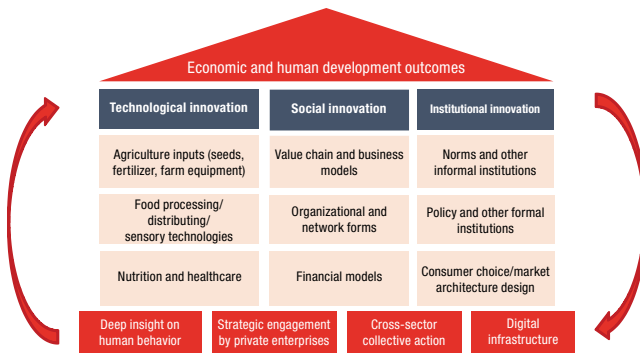 Economic and human development outcomes
Technological innovation
Social innovation
Institutional innovation
Agriculture inputs (seeds,
fertilizer, farm equipment)
Value chain and business
models
Norms and other
informal institutions
Food processing/
distributing/
sensory technologies
Organizational and
network forms
Policy and other formal
institutions
Nutrition and healthcare
Financial models
Consumer choice/market
architecture design
Deep insight on
human behavior
Strategic engagement
by private enterprises
Cross-sector
collective action
Digital
infrastructure